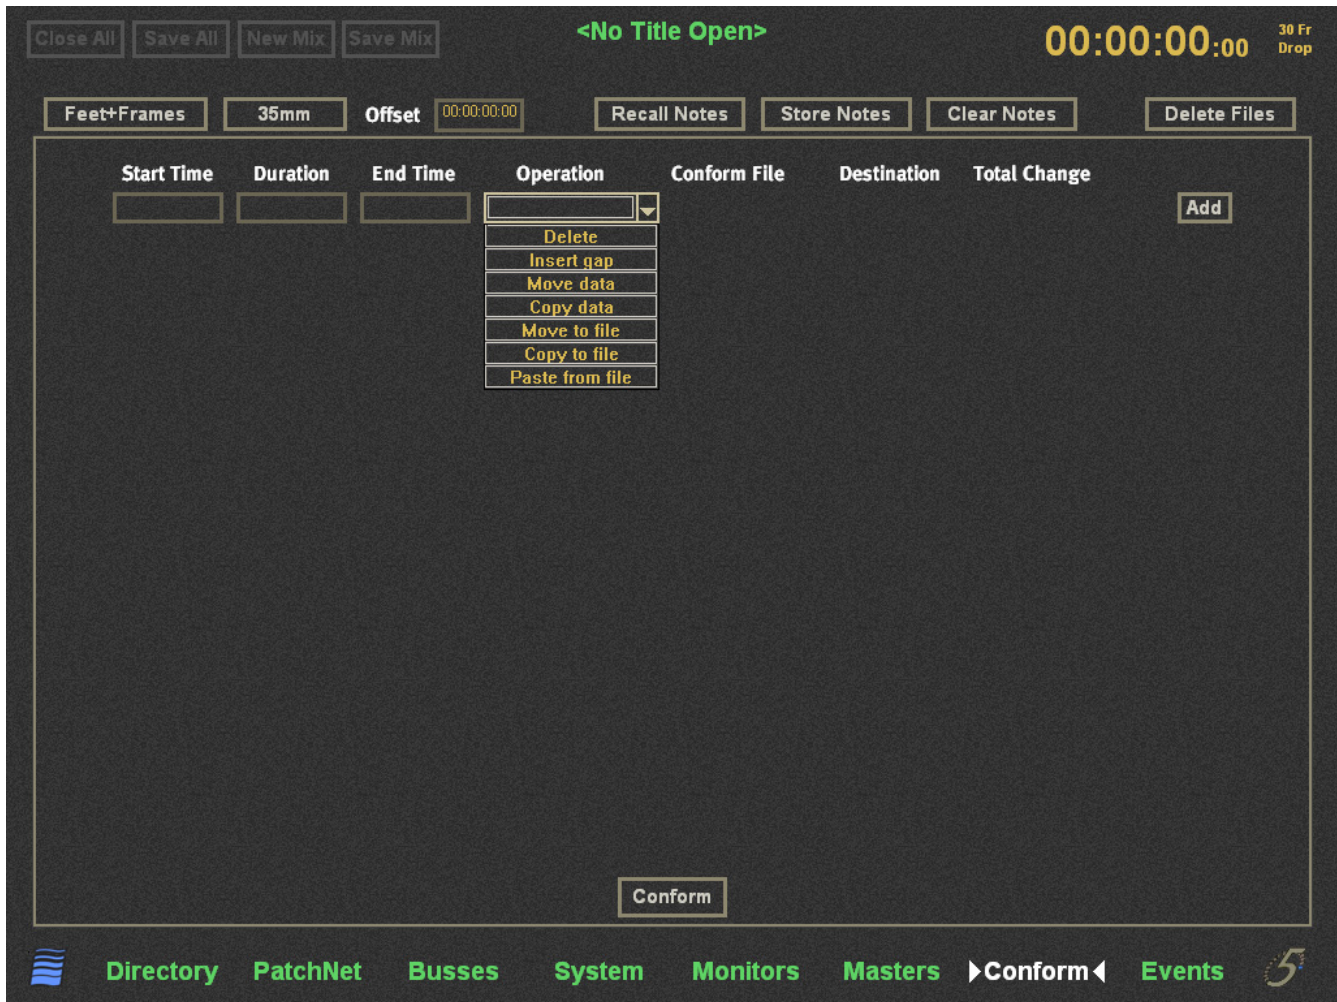 Close All Save All New Mix Save Mix <No Title Open> 00:00:00:00 30 Fr Drop
Feet+Frames 35mm Offset 00:00:00:00 Recall Notes Store Notes Clear Notes Delete Files
Start Time Duration End Time Operation Conform File Destination Total Change
Add
Delete
Insert gap
Move data
Copy data
Move to file
Copy to file
Paste from file
Conform
Directory PatchNet Busses System Monitors Masters Conform Events 5